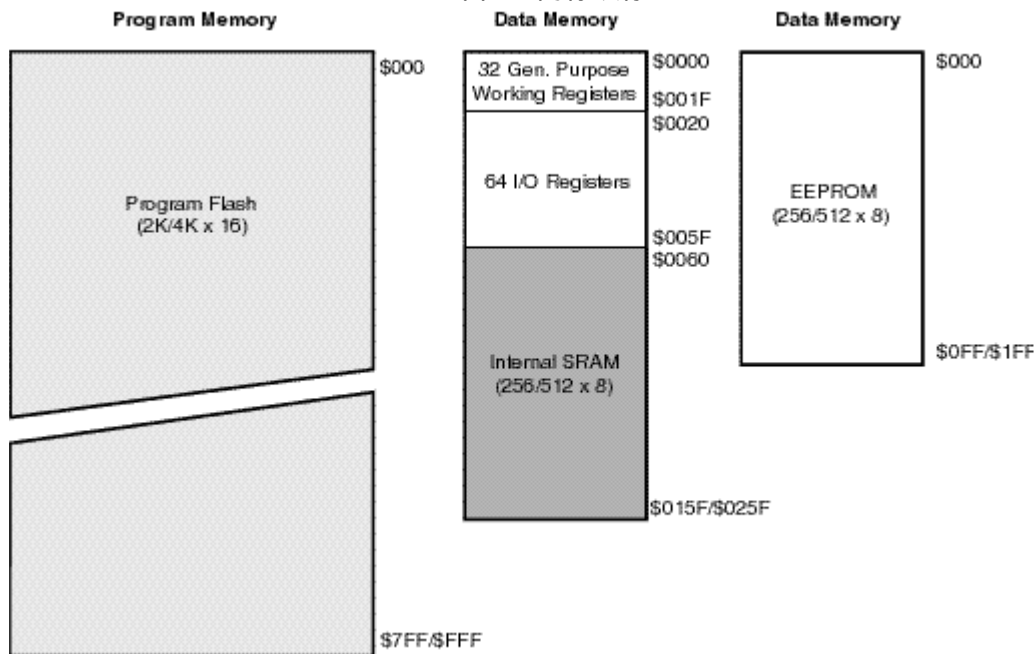 Program Memory
$000
Program Flash
(2K/4K x 16)
$7FF/$FFF
Data Memory
32 Gen. Purpose
Working Registers
$0000
$001F
$0020
64 I/O Registers
$005F
$0060
Internal SRAM
(256/512 x 8)
$015F/$025F
Data Memory
$000
EEPROM
(256/512 x 8)
$0FF/$1FF